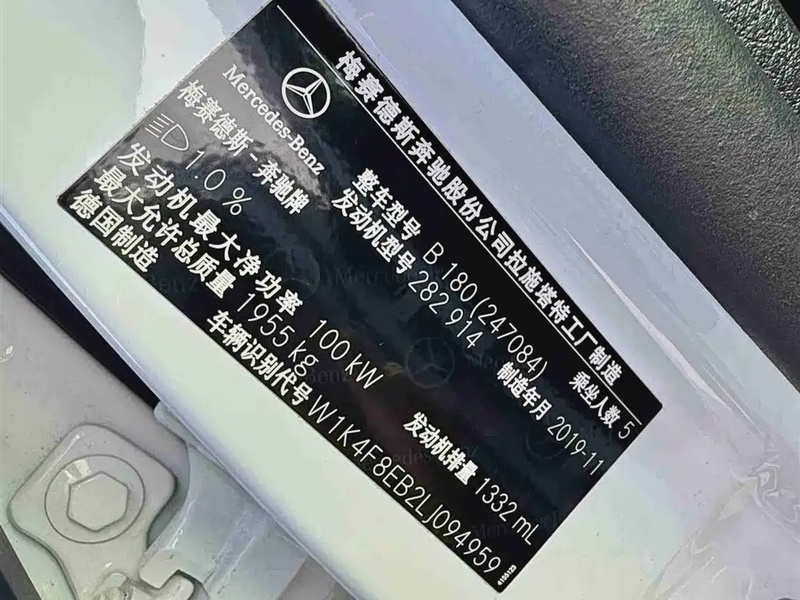 梅赛德斯奔驰股份公司拉施塔特工厂制造
Mercedes-Benz
梅赛德斯-奔驰牌
整车型号 B 180 (247084) 乘坐人数 5
发动机型号 282 914 制造年月 2019-11
1.0 %
发动机最大净功率 100 kW 发动机排量 1332 mL
最大允许总质量 1955 kg
德国制造 车辆识别代号 W1K4F8EB2LJ094959
4155123